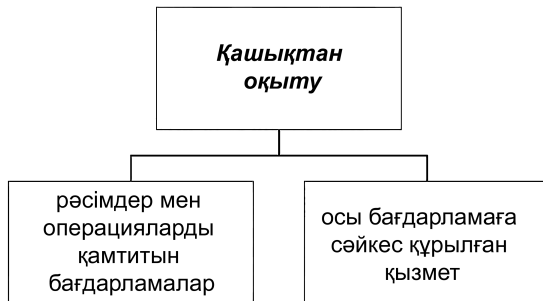 Қашықтан
оқыту
рәсімдер мен
операцияларды
қамтитын
бағдарламалар
осы бағдарламаға
сәйкес құрылған
қызмет